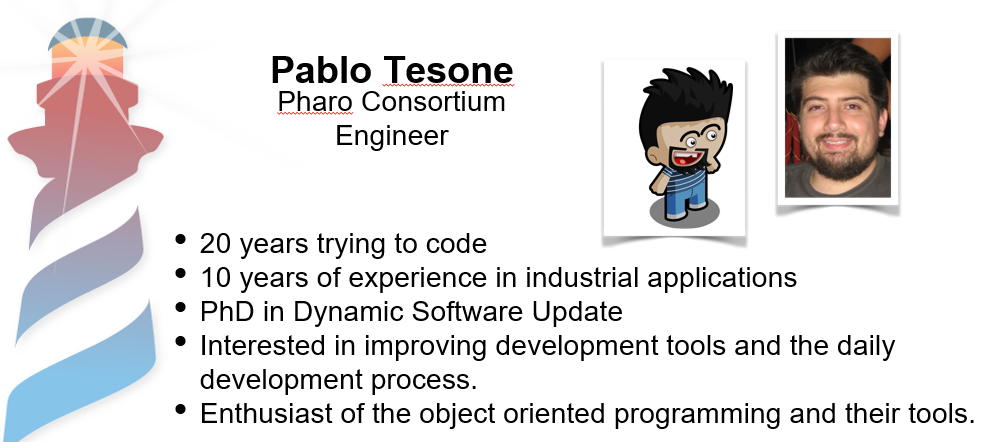 Pablo Tesone
Pharo Consortium
Engineer
• 20 years trying to code
• 10 years of experience in industrial applications
• PhD in Dynamic Software Update
• Interested in improving development tools and the daily
development process.
• Enthusiast of the object oriented programming and their tools.